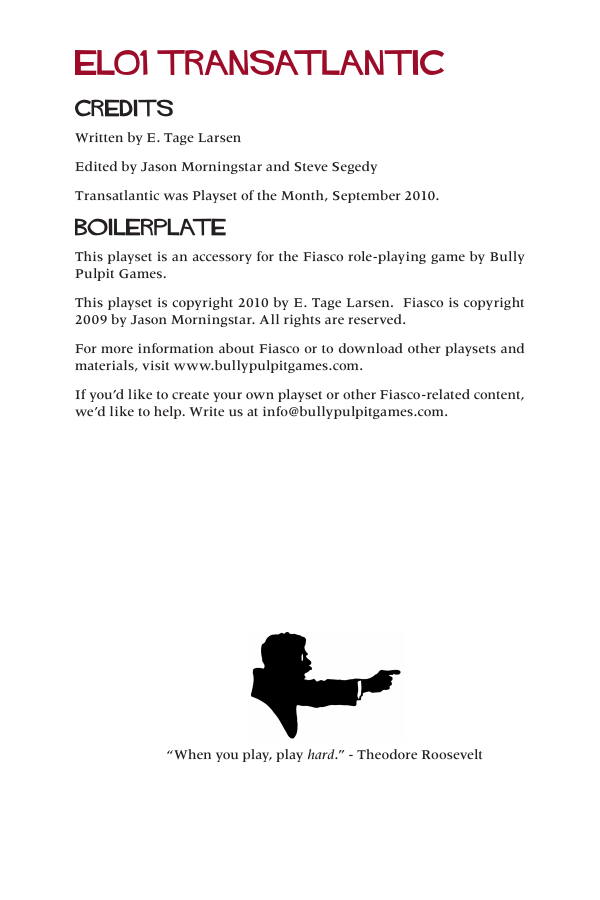 EL01 TRANSATLANTIC
CREDITS
Written by E. Tage Larsen
Edited by Jason Morningstar and Steve Segedy
Transatlantic was Playset of the Month, September 2010.
BOILERPLATE
This playset is an accessory for the Fiasco role-playing game by Bully
Pulpit Games.
This playset is copyright 2010 by E. Tage Larsen.  Fiasco is copyright
2009 by Jason Morningstar. All rights are reserved.
For more information about Fiasco or to download other playsets and
materials, visit www.bullypulpitgames.com.
If you’d like to create your own playset or other Fiasco-related content,
we’d like to help. Write us at info@bullypulpitgames.com.
“When you play, play hard.” - Theodore Roosevelt